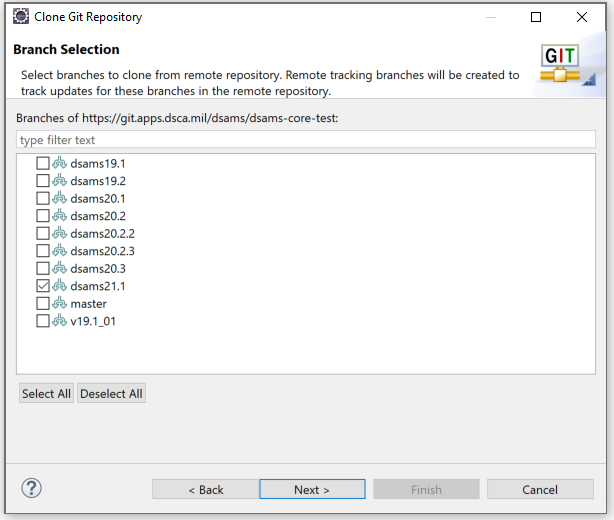 Clone Git Repository
Branch Selection
Select branches to clone from remote repository. Remote tracking branches will be created to
track updates for these branches in the remote repository.
GIT
Branches of https://git.apps.dsca.mil/dsams/dsams-core-test:
type filter text
dsams19.1
dsams19.2
dsams20.1
dsams20.2
dsams20.2.2
dsams20.2.3
dsams20.3
dsams21.1
master
v19.1_01
Select All Deselect All
? < Back Next > Finish Cancel